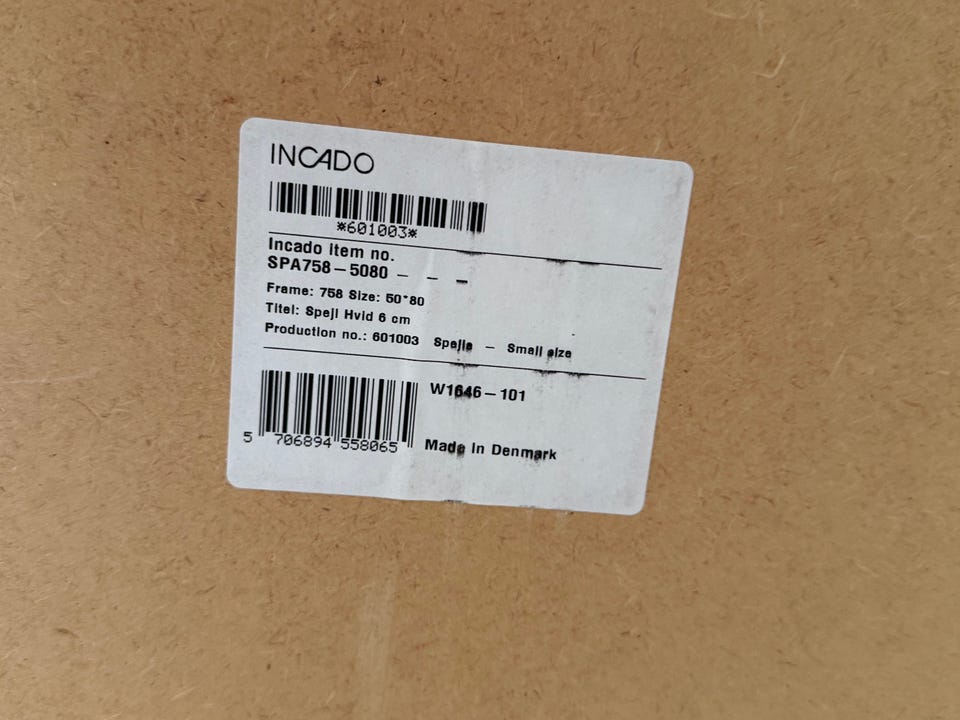 INCADO
*601003*
Incado item no.
SPA758-5080 - - -
Frame: 758 Size: 50*80
Titel: Spejl Hvid 6 cm
Production no.: 601003 Spejle - Small size
W1646-101
5 706894 558065
Made in Denmark